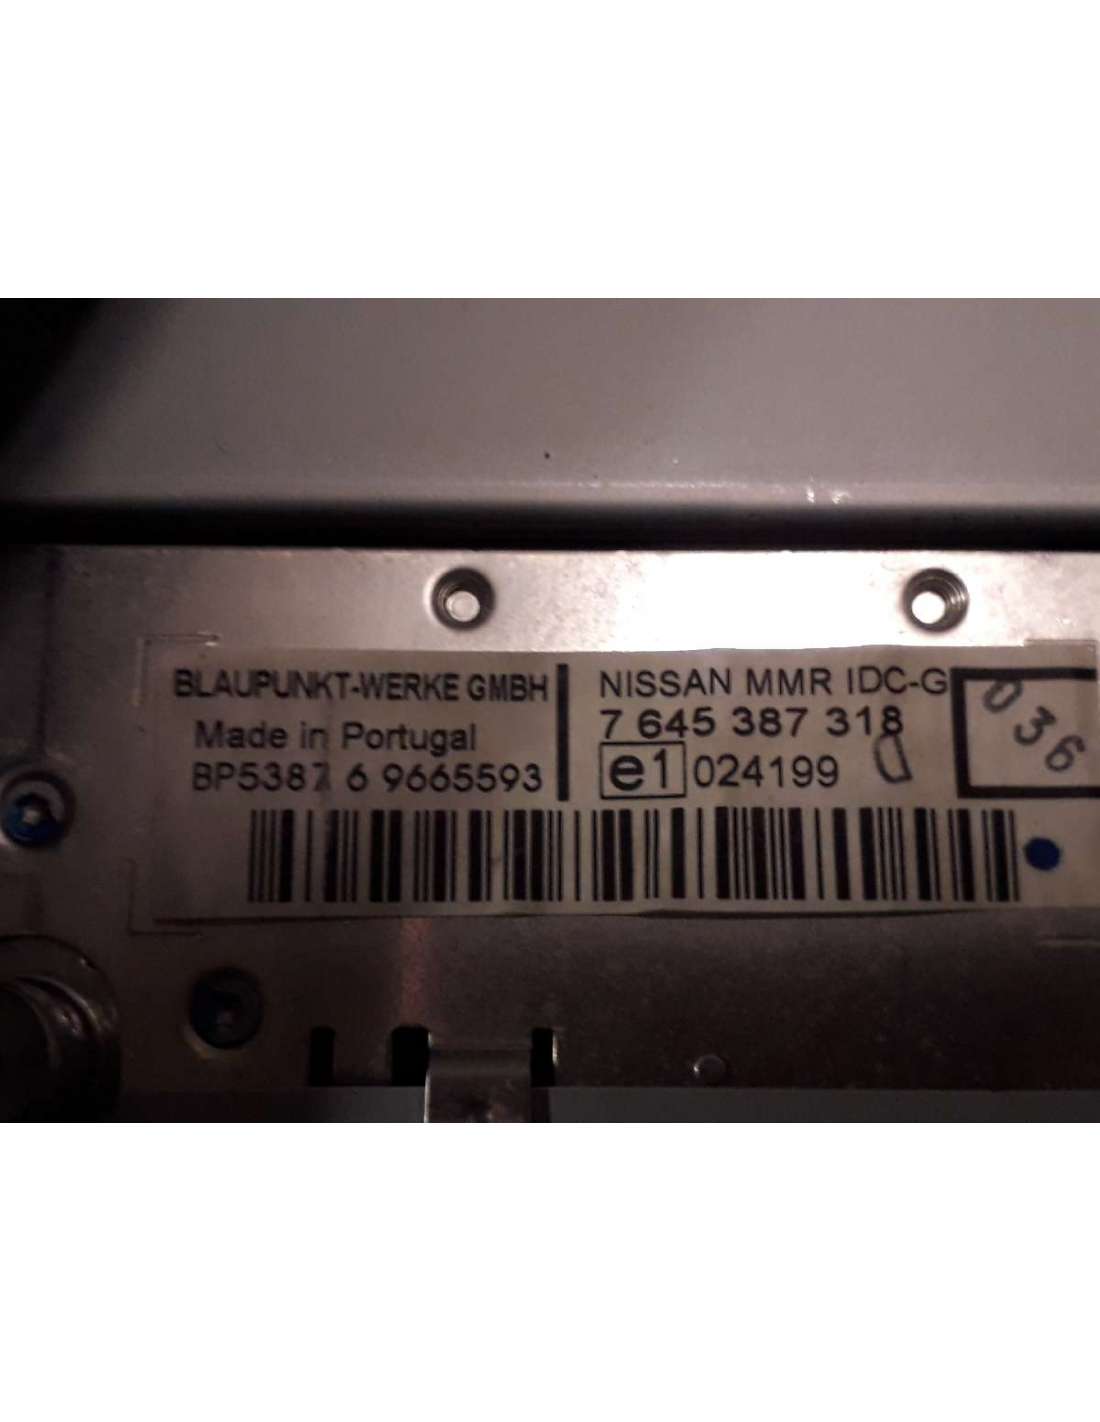 BLAUPUNKT-WERKE GMBH
Made in Portugal
BP5387 6 9665593
NISSAN MMR IDC-G
7 645 387 318
e1 024199 D
036